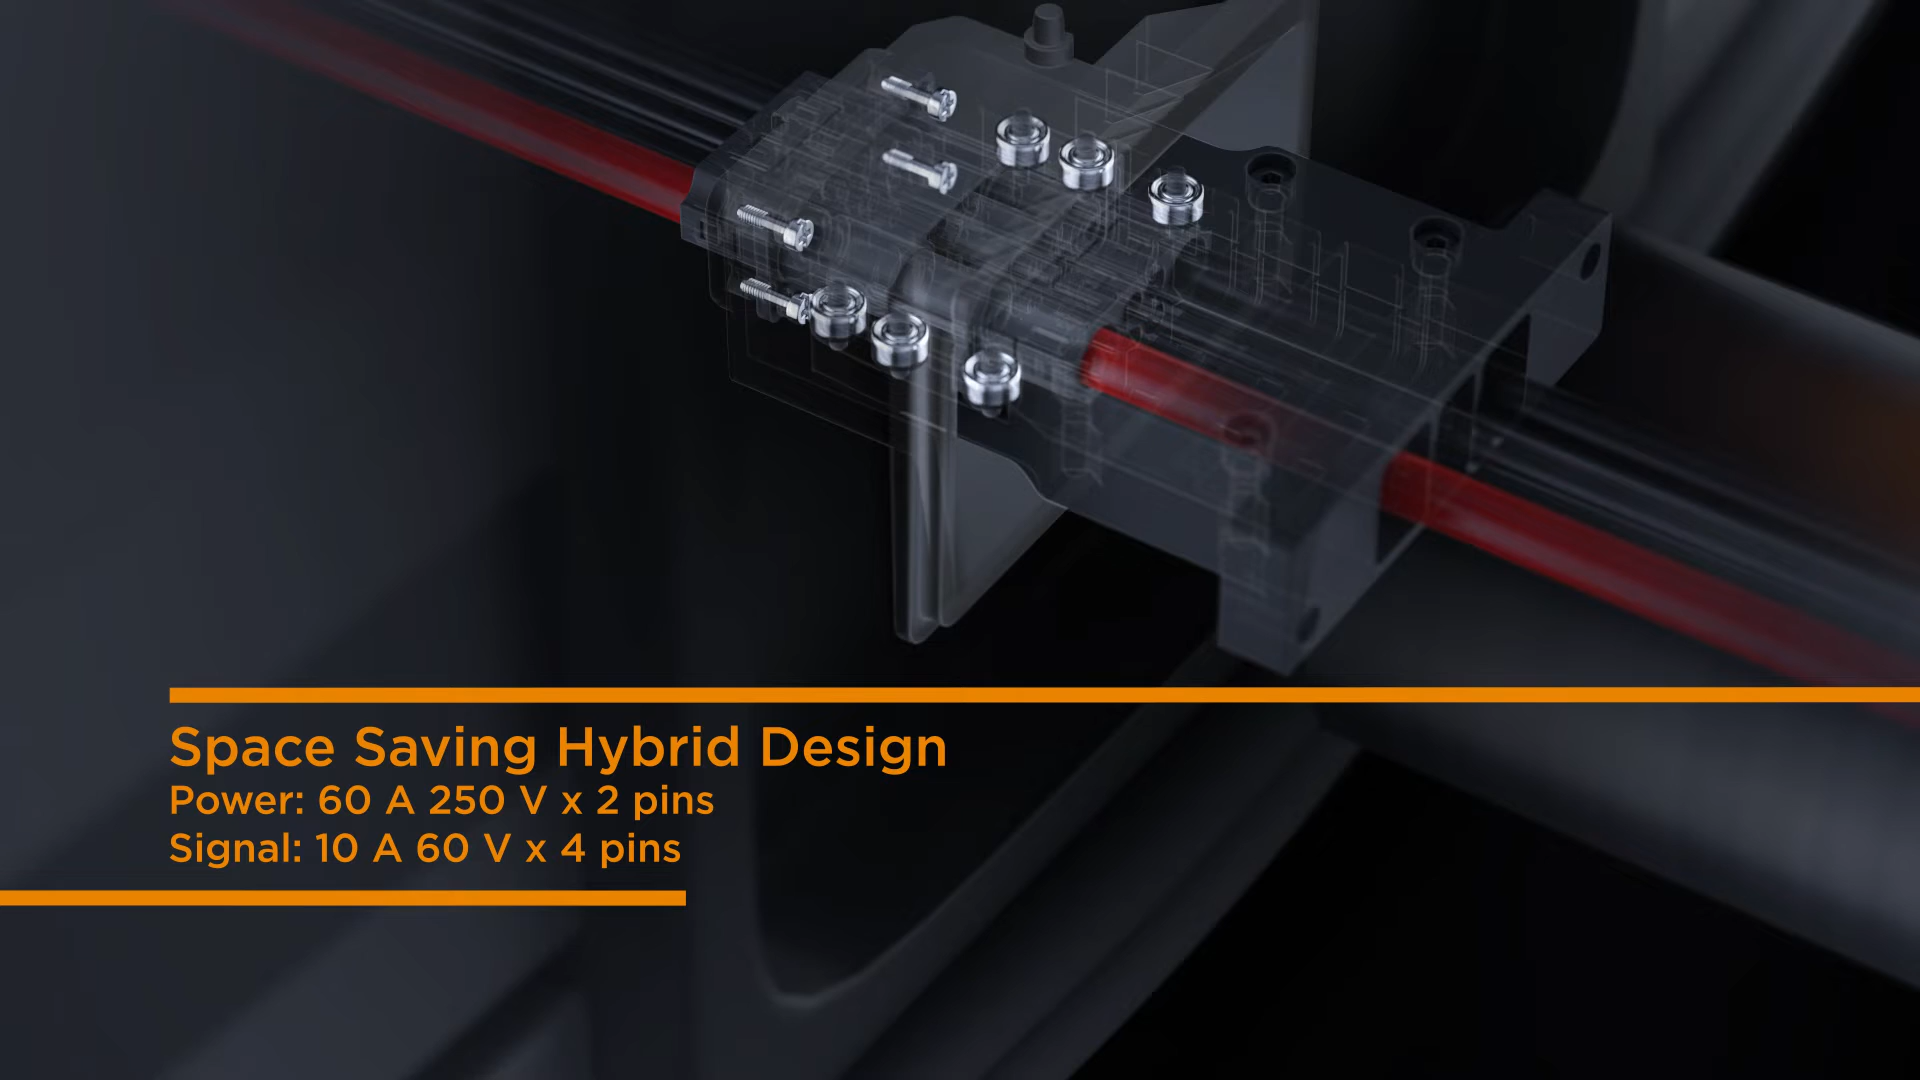 Space Saving Hybrid Design
Power: 60 A 250 V x 2 pins
Signal: 10 A 60 V x 4 pins